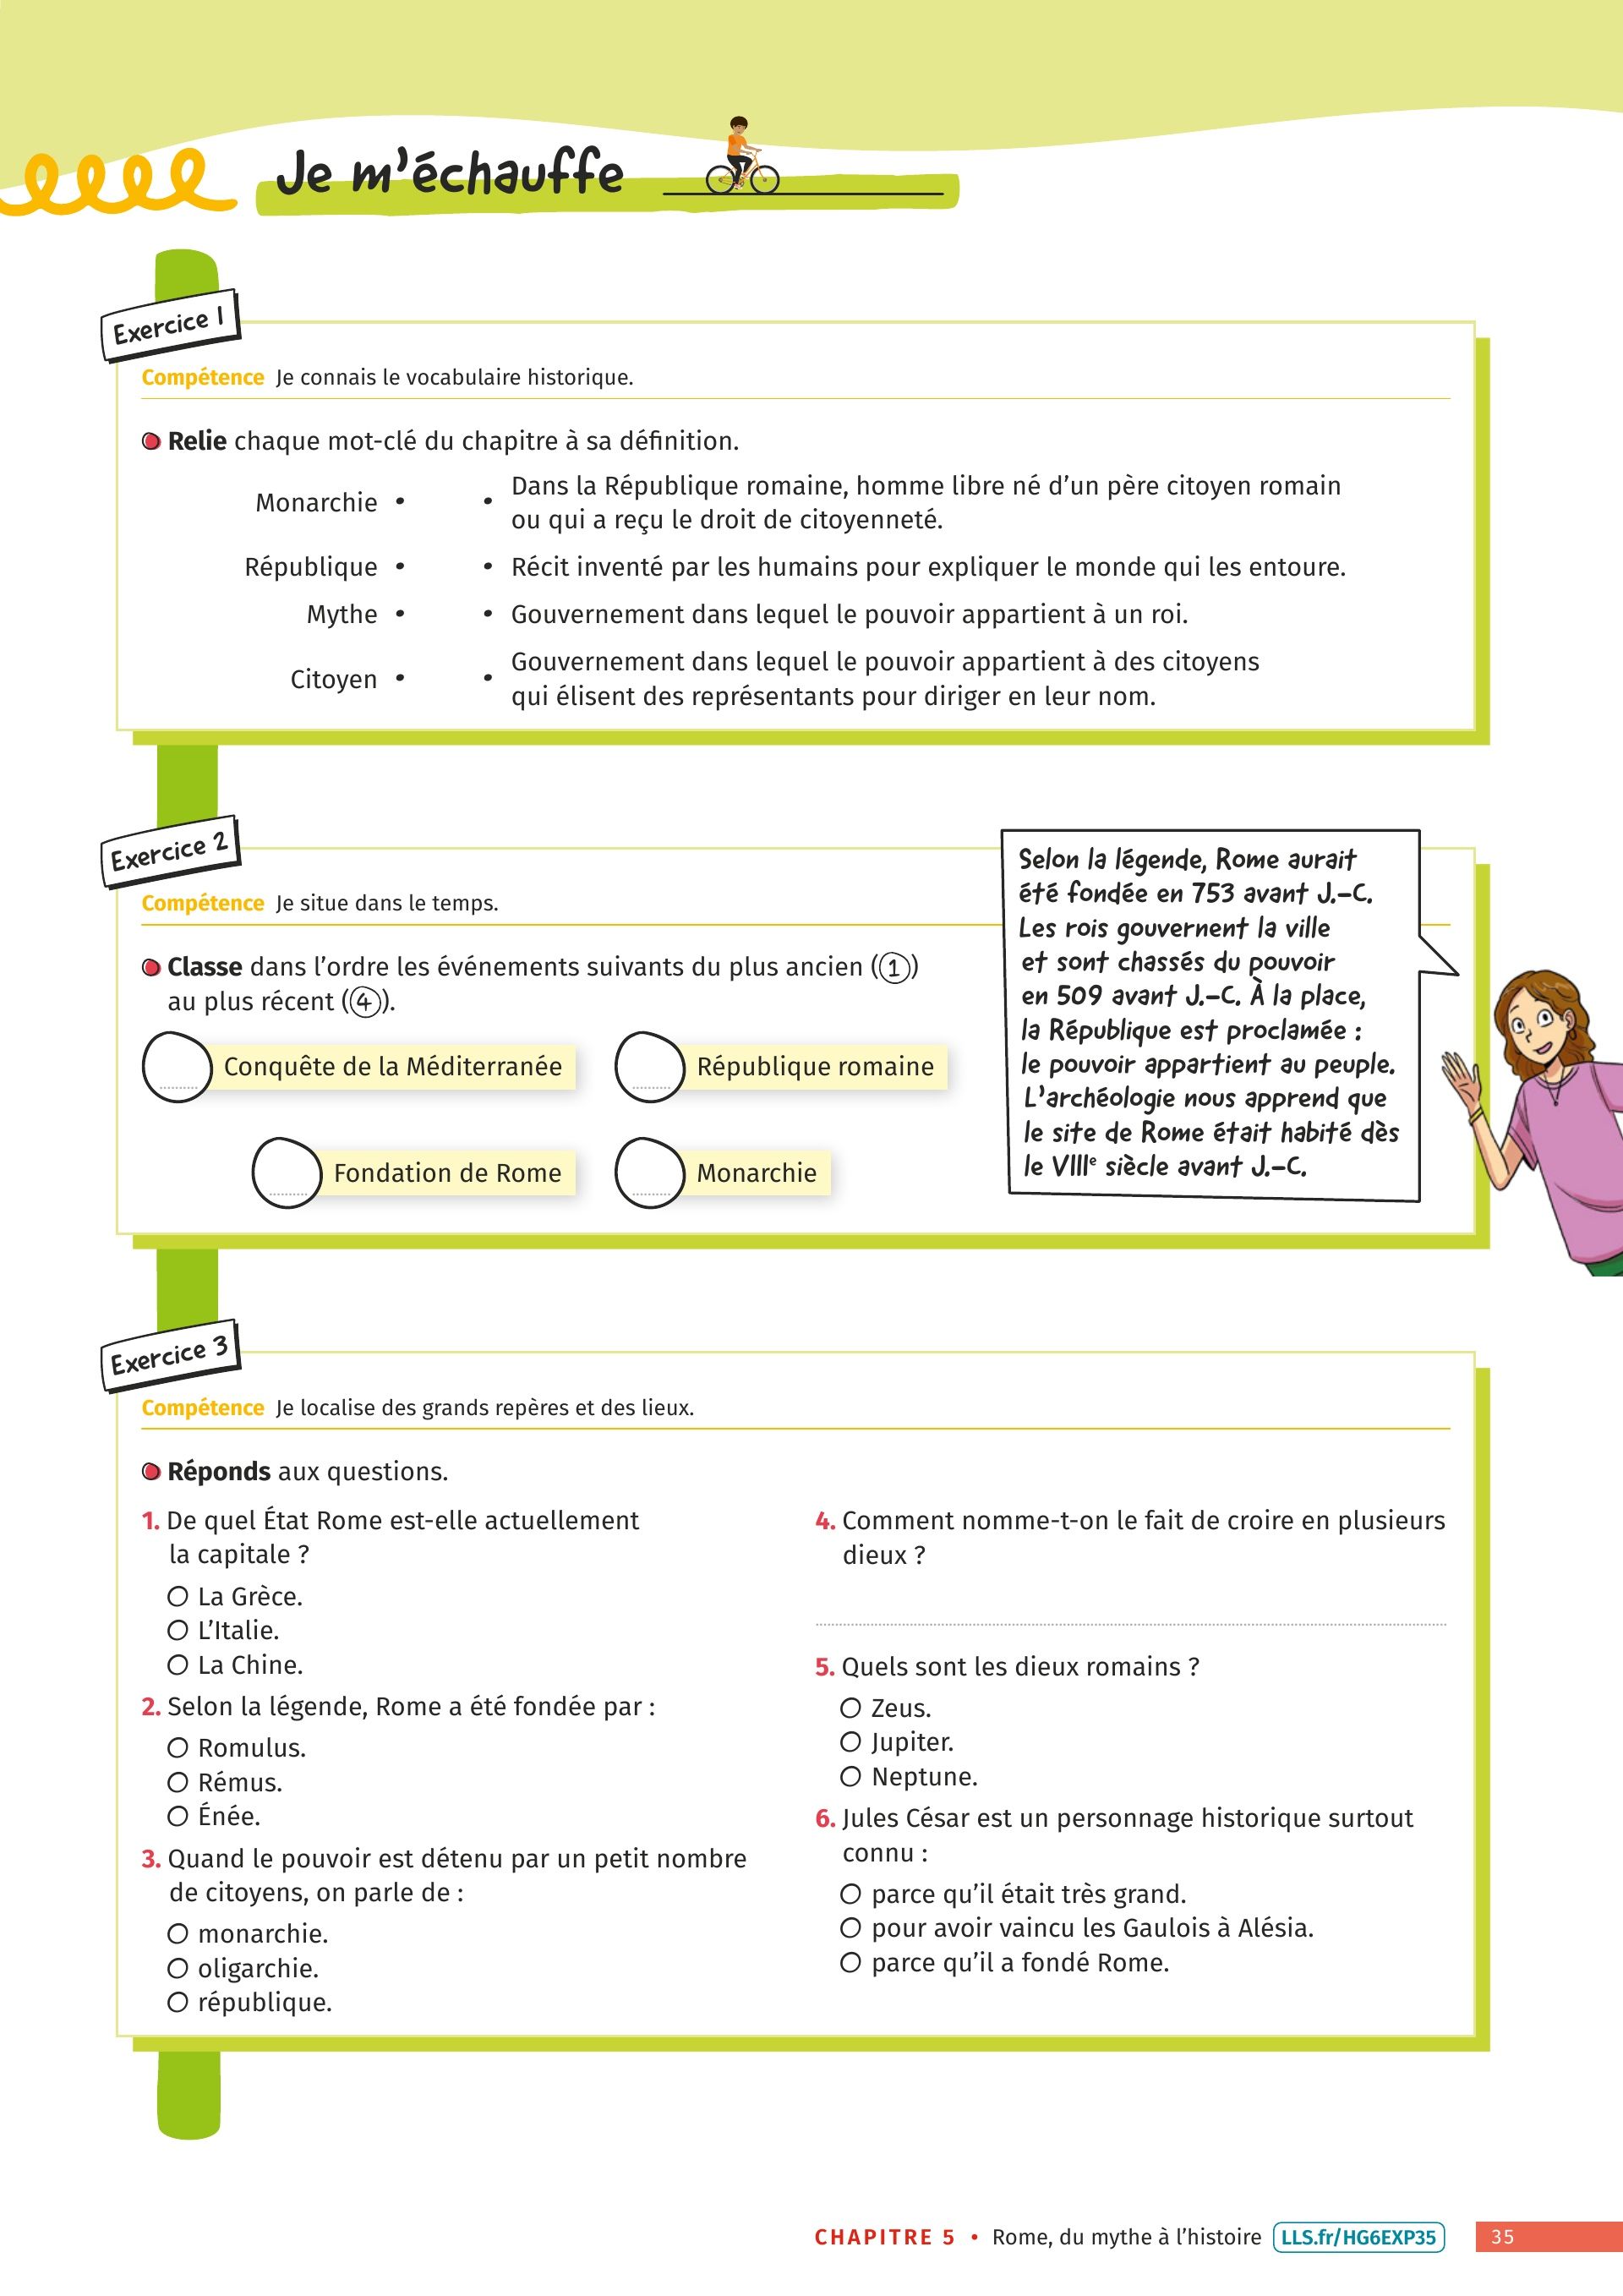 Je m'échauffe
Exercice 1
Compétence Je connais le vocabulaire historique.
Relie chaque mot-clé du chapitre à sa définition.
Monarchie •
• Dans la République romaine, homme libre né d'un père citoyen romain
ou qui a reçu le droit de citoyenneté.
République •
• Récit inventé par les humains pour expliquer le monde qui les entoure.
Mythe •
• Gouvernement dans lequel le pouvoir appartient à un roi.
Citoyen •
• Gouvernement dans lequel le pouvoir appartient à des citoyens
qui élisent des représentants pour diriger en leur nom.
Exercice 2
Compétence Je situe dans le temps.
Classe dans l'ordre les événements suivants du plus ancien (①)
au plus récent (④).
Conquête de la Méditerranée
République romaine
Fondation de Rome
Monarchie
Selon la légende, Rome aurait
été fondée en 753 avant J.-C.
Les rois gouvernent la ville
et sont chassés du pouvoir
en 509 avant J.-C. À la place,
la République est proclamée :
le pouvoir appartient au peuple.
L'archéologie nous apprend que
le site de Rome était habité dès
le VIIIe siècle avant J.-C.
Exercice 3
Compétence Je localise des grands repères et des lieux.
Réponds aux questions.
1. De quel État Rome est-elle actuellement
la capitale ?
La Grèce.
L'Italie.
La Chine.
2. Selon la légende, Rome a été fondée par :
Romulus.
Rémus.
Énée.
3. Quand le pouvoir est détenu par un petit nombre
de citoyens, on parle de :
monarchie.
oligarchie.
république.
4. Comment nomme-t-on le fait de croire en plusieurs
dieux ?
5. Quels sont les dieux romains ?
Zeus.
Jupiter.
Neptune.
6. Jules César est un personnage historique surtout
connu :
parce qu'il était très grand.
pour avoir vaincu les Gaulois à Alésia.
parce qu'il a fondé Rome.
CHAPITRE 5 • Rome, du mythe à l'histoire LLS.fr/HG6EXP35 35